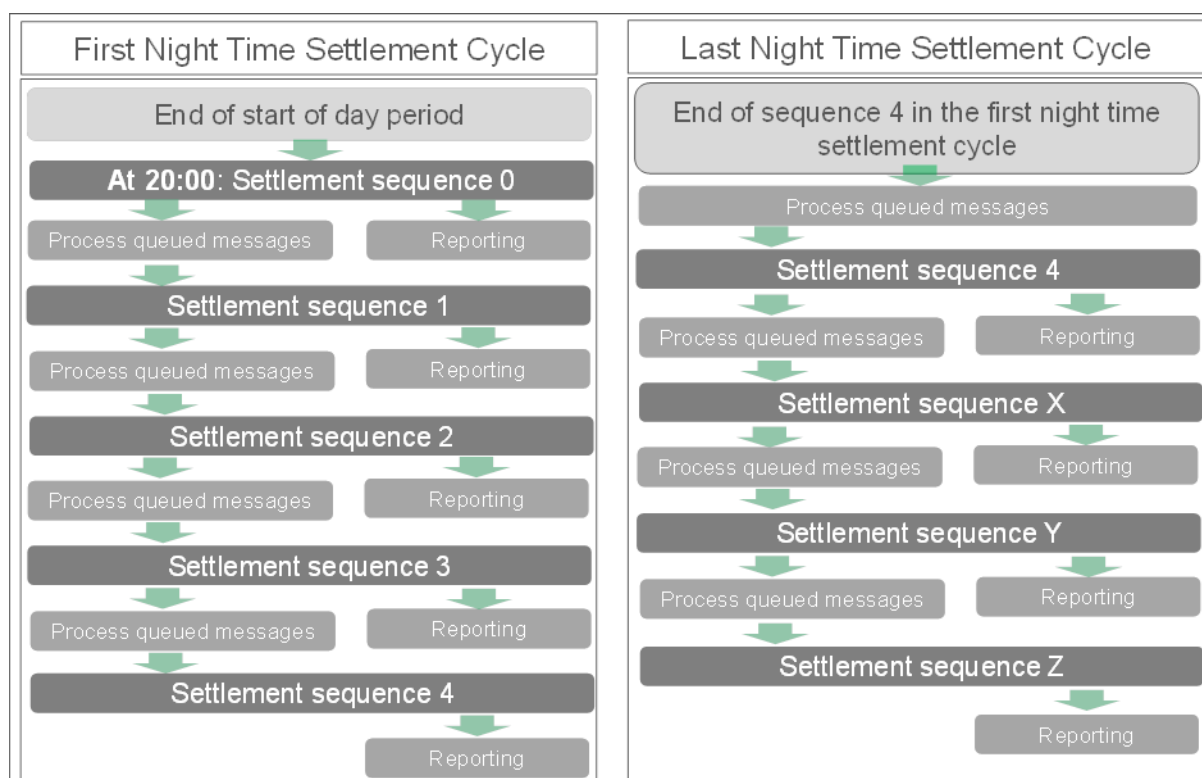 First Night Time Settlement Cycle
End of start of day period
At 20:00: Settlement sequence 0
Process queued messages
Reporting
Settlement sequence 1
Process queued messages
Reporting
Settlement sequence 2
Process queued messages
Reporting
Settlement sequence 3
Process queued messages
Reporting
Settlement sequence 4
Reporting
Last Night Time Settlement Cycle
End of sequence 4 in the first night time
settlement cycle
Process queued messages
Settlement sequence 4
Process queued messages
Reporting
Settlement sequence X
Process queued messages
Reporting
Settlement sequence Y
Process queued messages
Reporting
Settlement sequence Z
Reporting